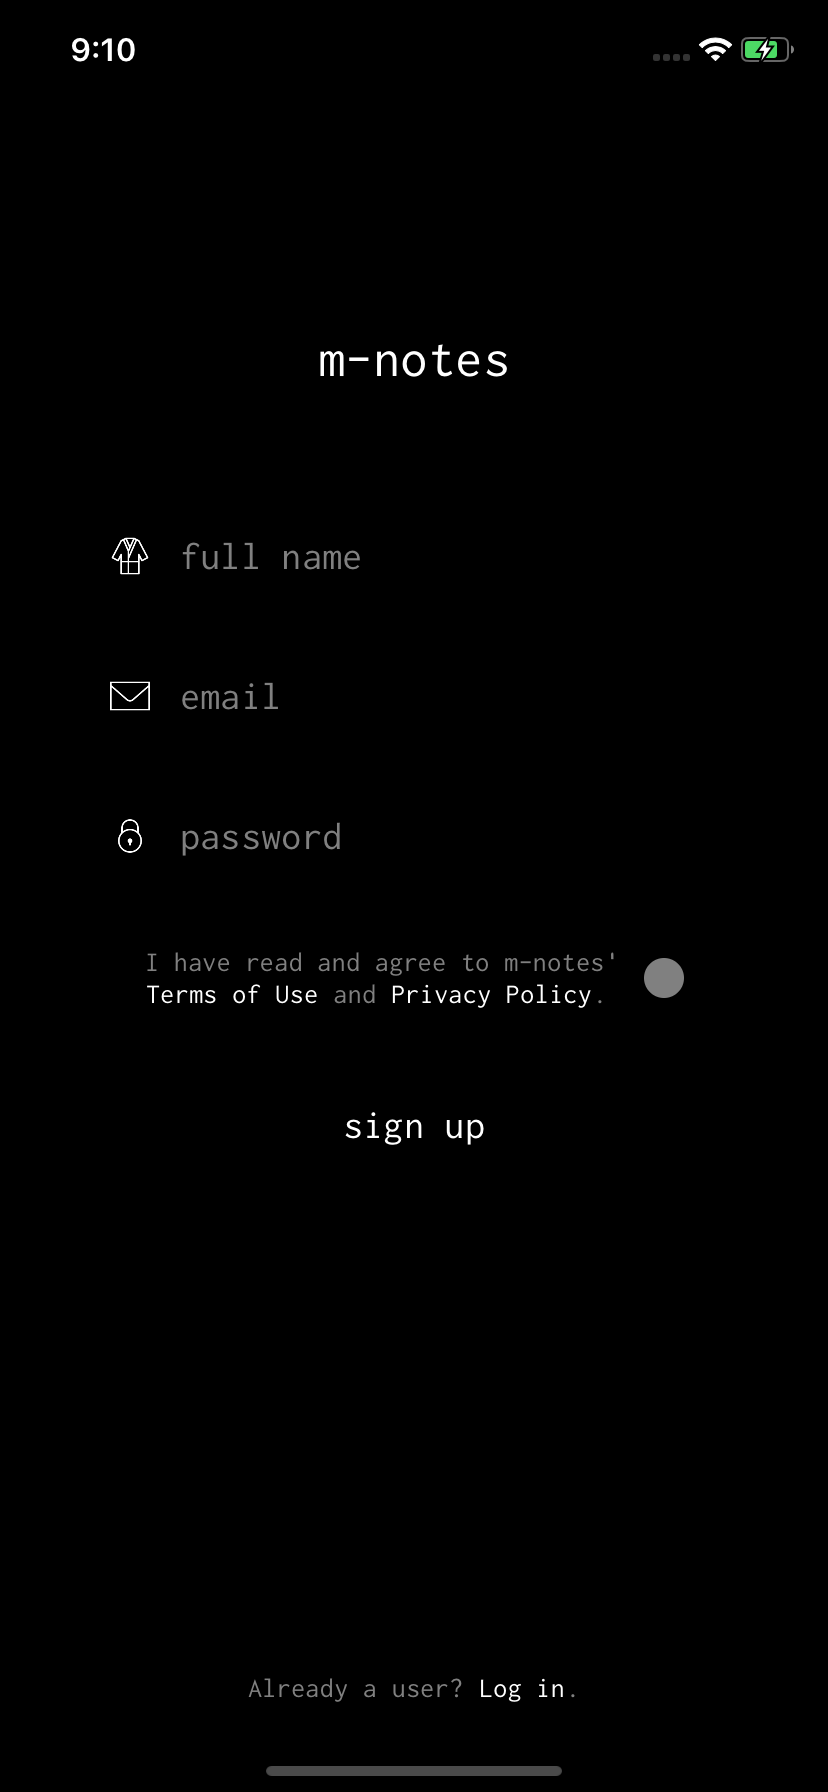 9:10
m-notes
full name
email
password
I have read and agree to m-notes'
Terms of Use and Privacy Policy.
sign up
Already a user? Log in.